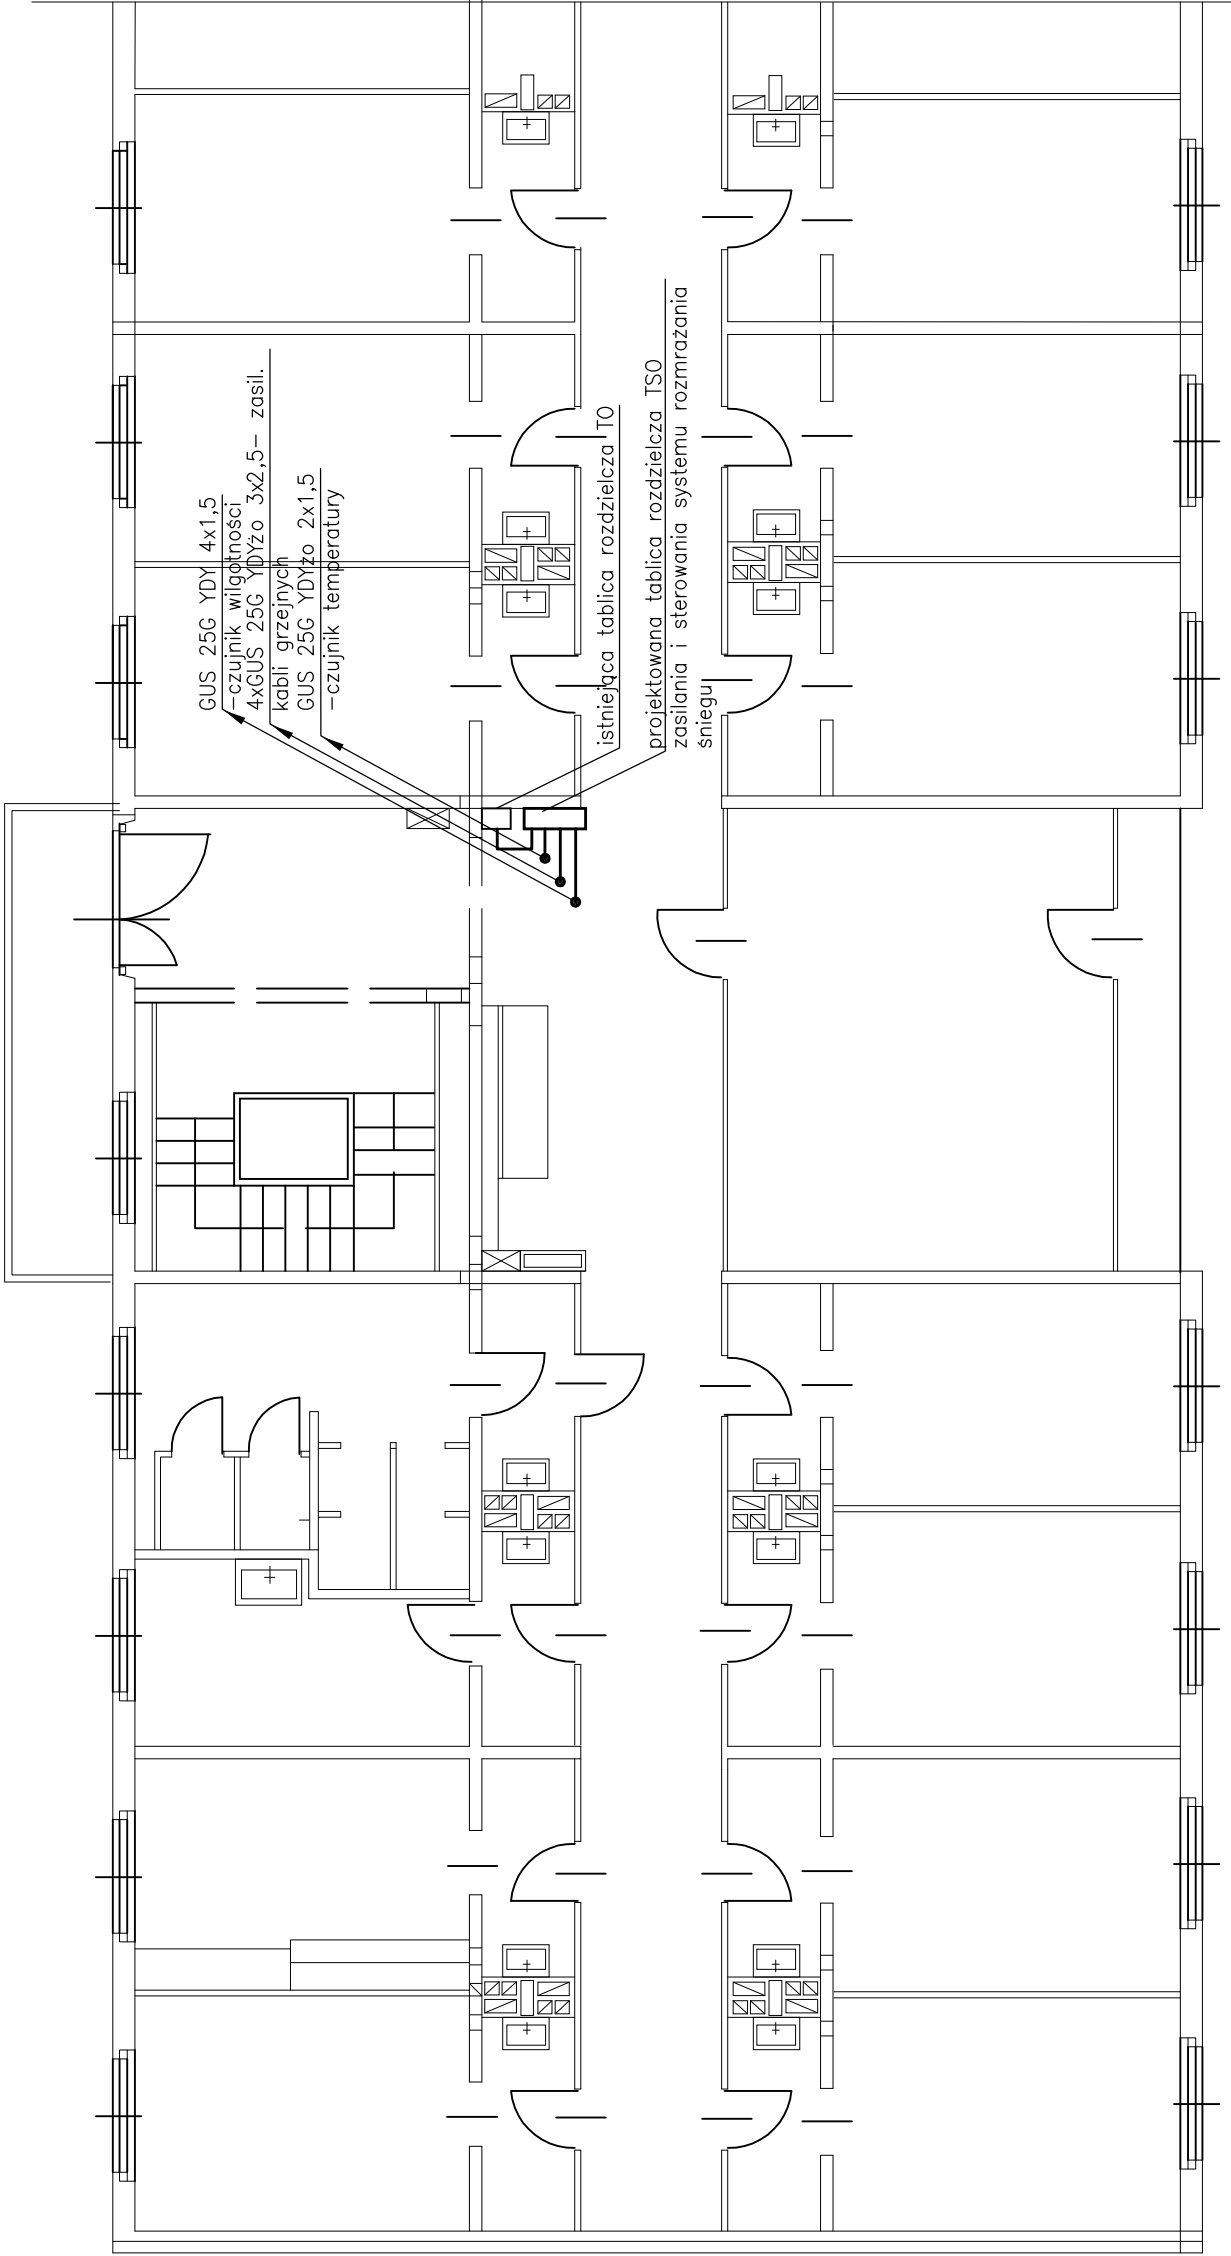 GUS 25G YDY 4x1,5
-czujnik wilgotności
4xGUS 25G YDYżo 3x2,5- zasil.
kabli grzejnych
GUS 25G YDYżo 2x1,5
-czujnik temperatury
istniejąca tablica rozdzielcza TO
projektowana tablica rozdzielcza TSO
zasilania i sterowania systemu rozmrażania
śniegu